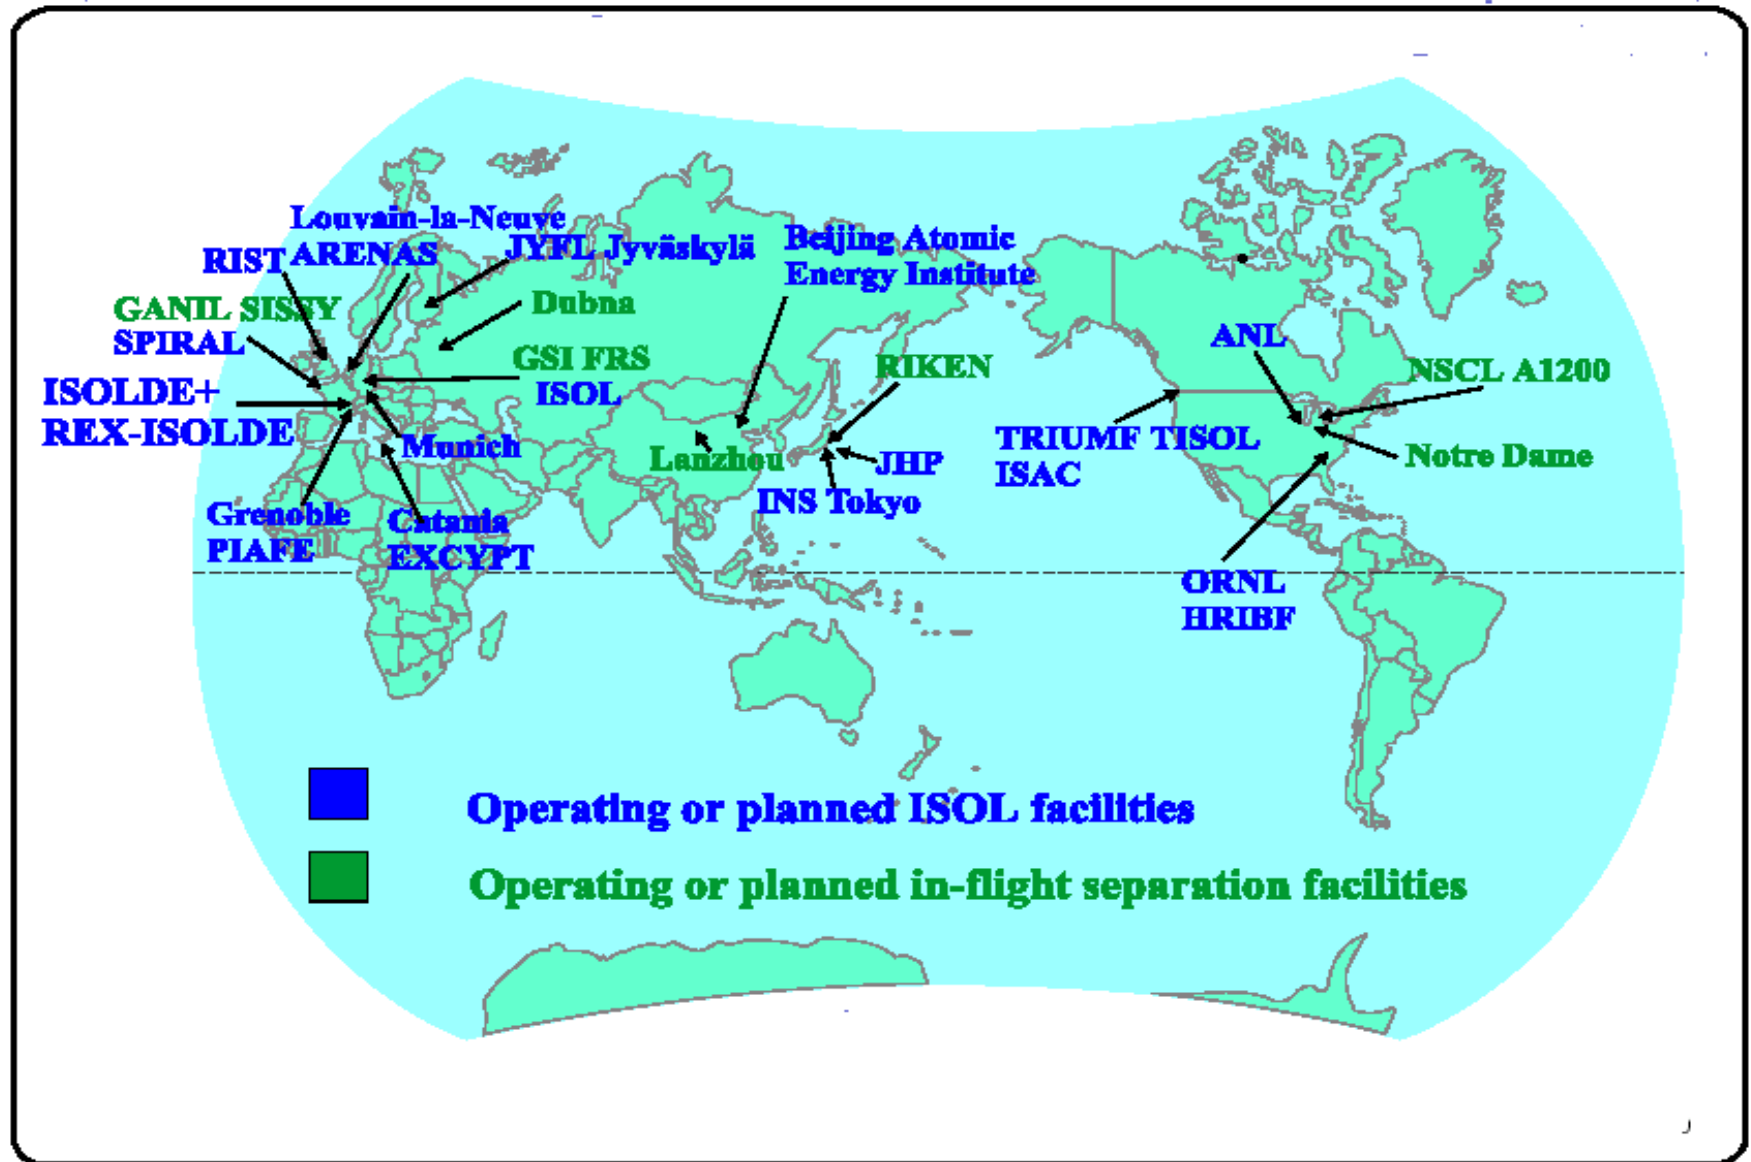 Louvain-la-Neuve
RIST ARENAS
JYFL Jyväskylä
Beijing Atomic
Energy Institute
GANIL SISSY
SPIRAL
Dubna
GSI FRS
ISOL
ISOLDE+
REX-ISOLDE
Munich
Grenoble
PIAFE
Catania
EXCYPT
Lanzhou
RIKEN
JHP
INS Tokyo
ANL
NSCL A1200
TRIUMF TISOL
ISAC
Notre Dame
ORNL
HRIBF
Operating or planned ISOL facilities
Operating or planned in-flight separation facilities